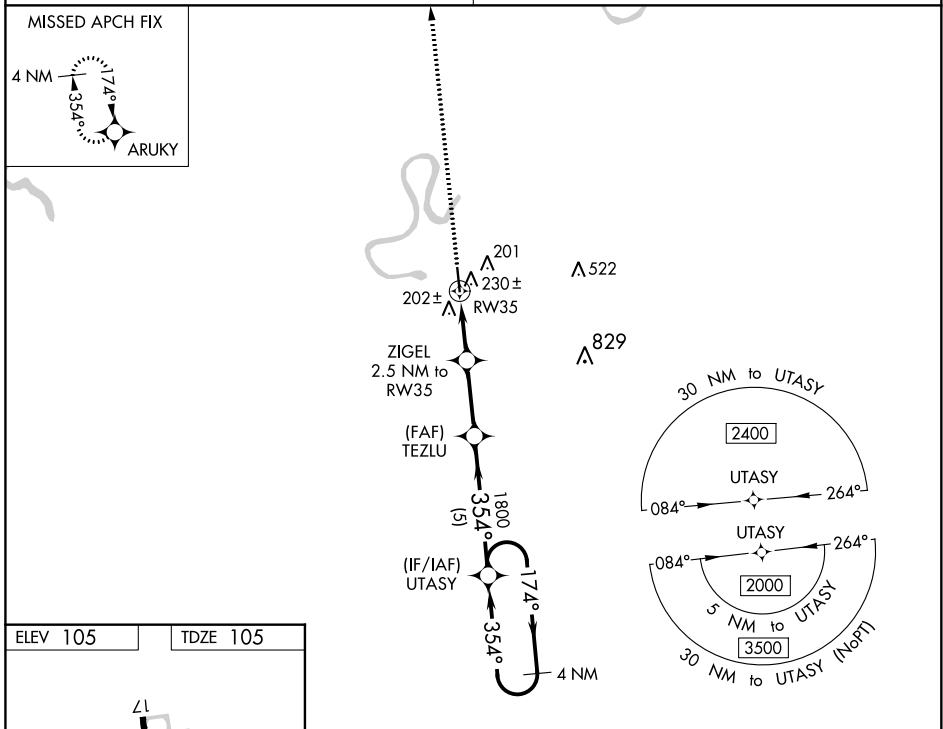 MISSED APCH FIX
4 NM
174°
354°
ARUKY
201
522
230±
202±
RW35
829
ZIGEL
2.5 NM to
RW35
(FAF)
TEZLU
1800
354°
(5)
(IF/IAF)
UTASY
174°
354°
4 NM
30 NM to UTASY
2400
UTASY
084°
264°
UTASY
084°
264°
2000
5 NM to UTASY
3500
30 NM to UTASY (NoPT)
ELEV 105
TDZE 105
17